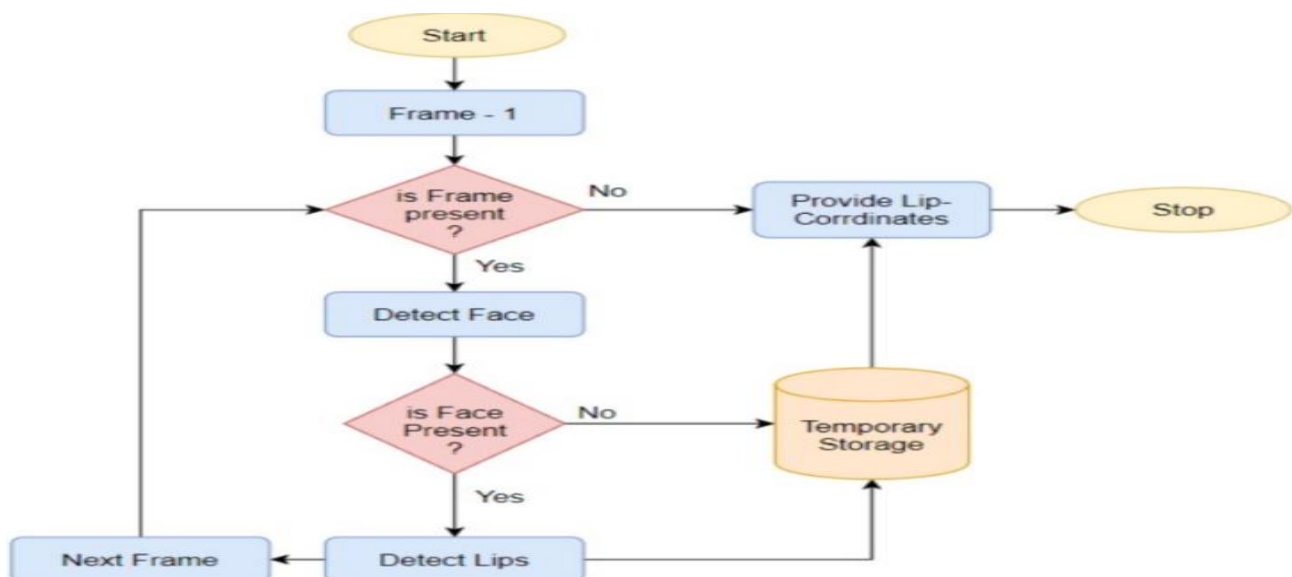 Start
Frame - 1
is Frame
present
?
No
Provide Lip-
Corrdinates
Stop
Yes
Detect Face
is Face
Present
?
No
Temporary
Storage
Yes
Next Frame
Detect Lips